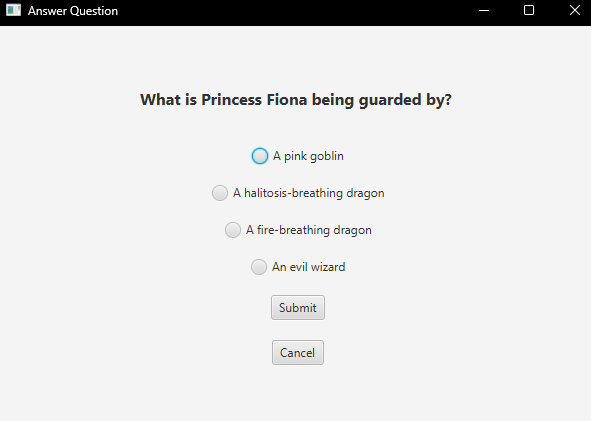 Answer Question
What is Princess Fiona being guarded by?
A pink goblin
A halitosis-breathing dragon
A fire-breathing dragon
An evil wizard
Submit
Cancel